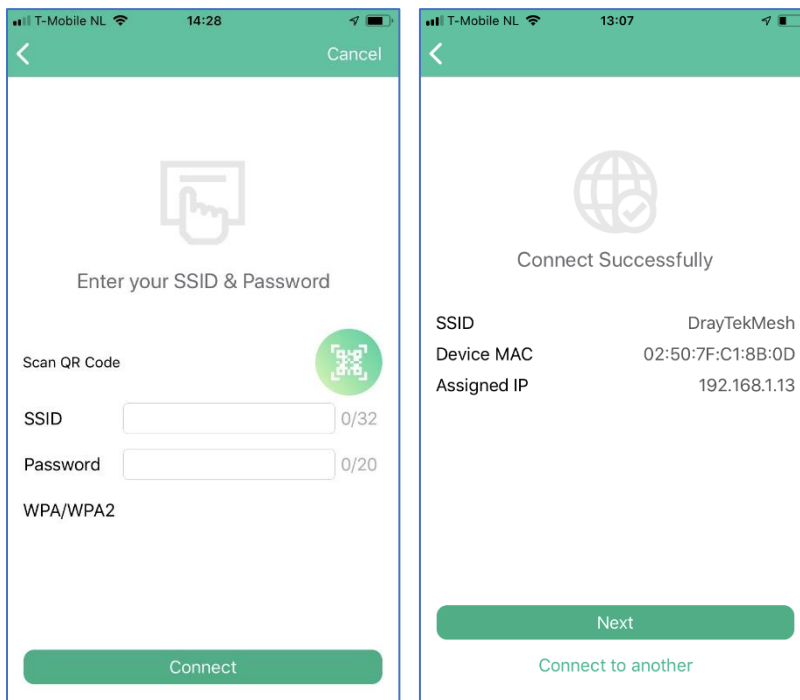 T-Mobile NL 14:28
Cancel
Enter your SSID & Password
Scan QR Code
SSID 0/32
Password 0/20
WPA/WPA2
Connect
T-Mobile NL 13:07
Connect Successfully
SSID DrayTekMesh
Device MAC 02:50:7F:C1:8B:0D
Assigned IP 192.168.1.13
Next
Connect to another